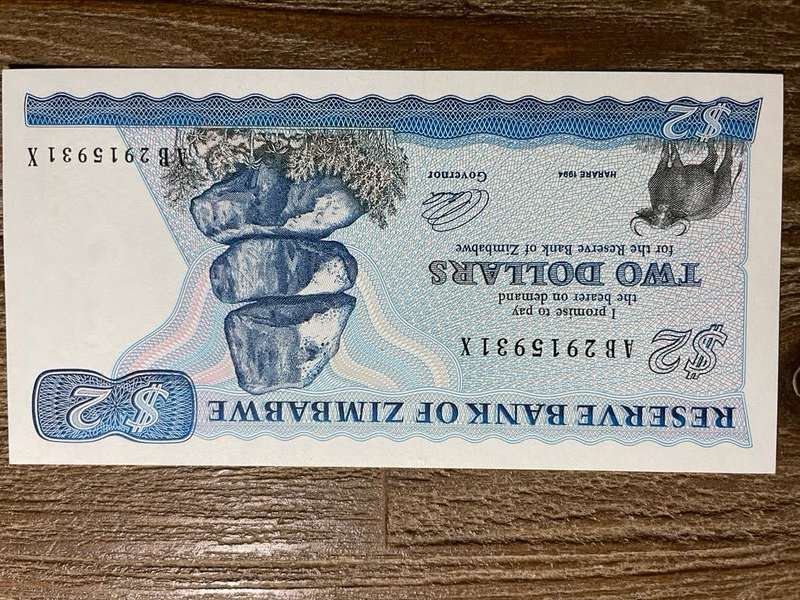 RESERVE BANK OF ZIMBABWE
$2
$2
AB2915931X
I promise to pay
the bearer on demand
TWO DOLLARS
for the Reserve Bank of Zimbabwe
Governor
HARARE 1994
AB2915931X
$2